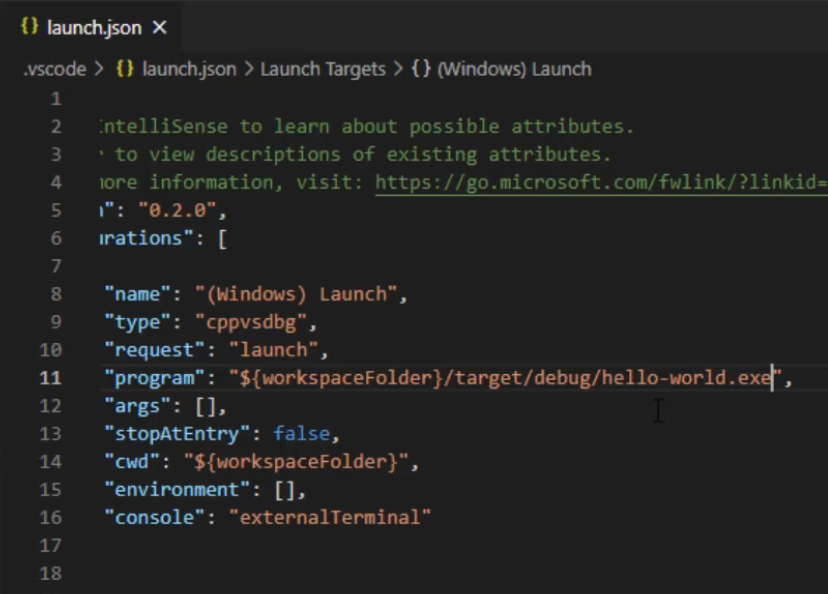 {} launch.json ×
.vscode > {} launch.json > Launch Targets > {} (Windows) Launch
1
2 IntelliSense to learn about possible attributes.
3 to view descriptions of existing attributes.
4 more information, visit: https://go.microsoft.com/fwlink/?linkid=
5 ": "0.2.0",
6 urations": [
7
8 "name": "(Windows) Launch",
9 "type": "cppvsdbg",
10 "request": "launch",
11 "program": "${workspaceFolder}/target/debug/hello-world.exe",
12 "args": [],
13 "stopAtEntry": false,
14 "cwd": "${workspaceFolder}",
15 "environment": [],
16 "console": "externalTerminal"
17
18